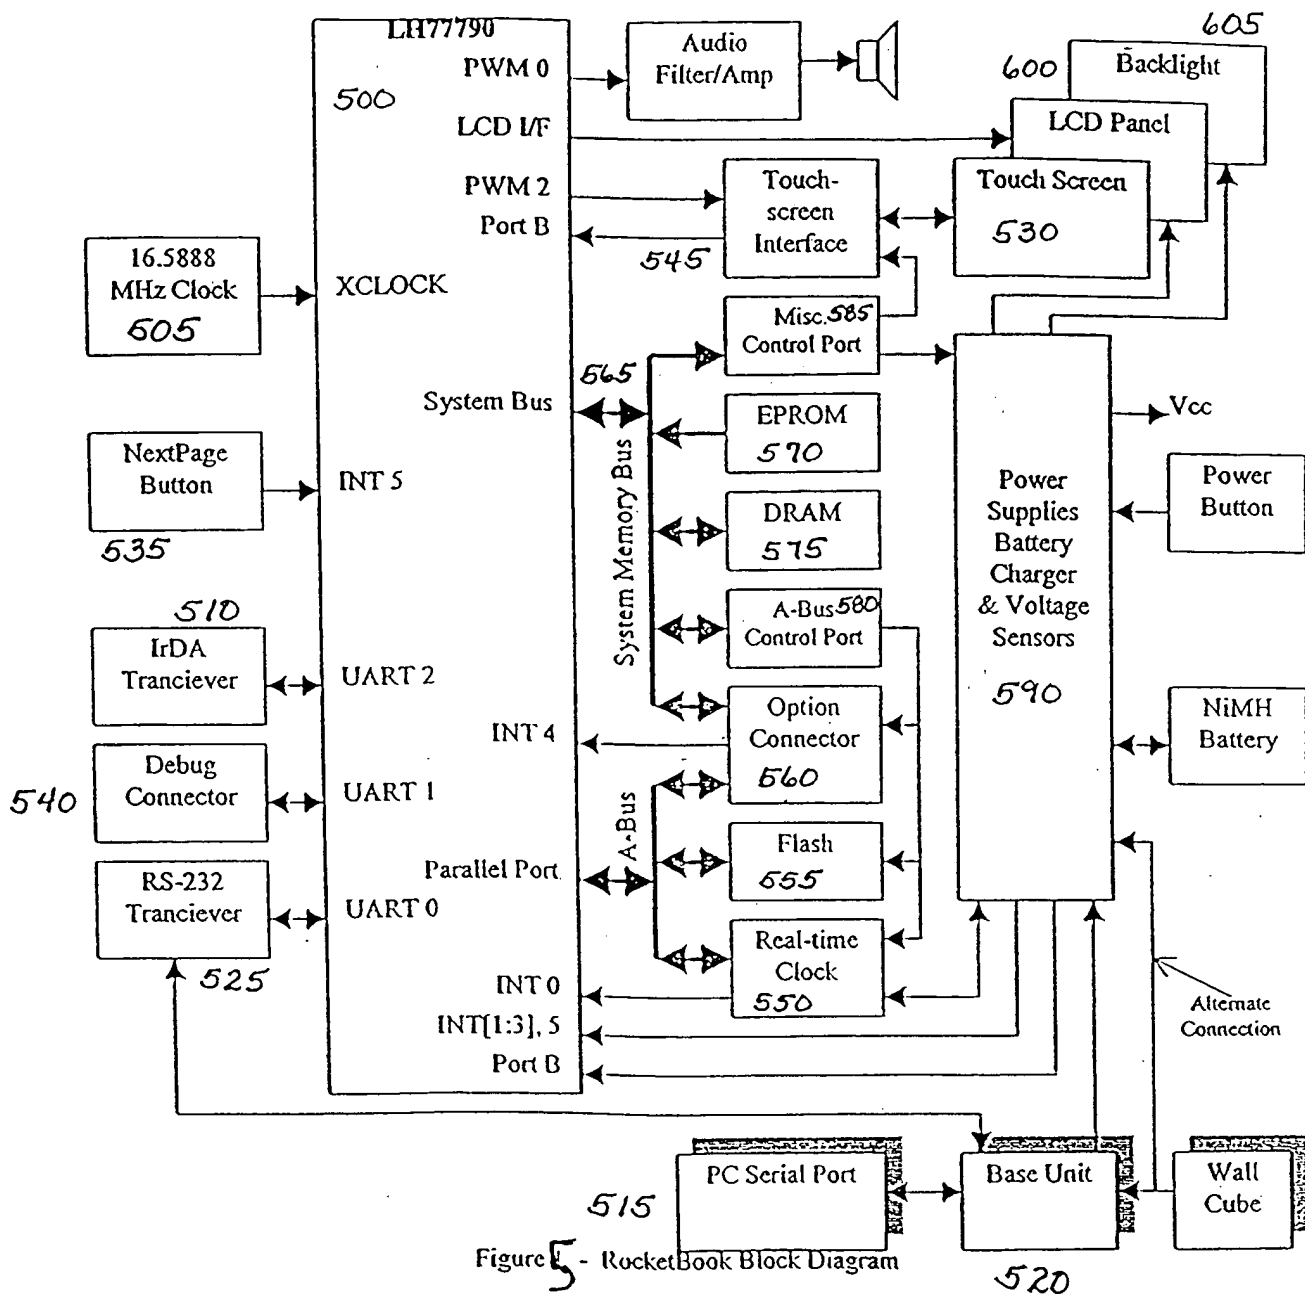 LH77790
500
PWM 0
LCD I/F
PWM 2
Port B
XCLOCK
System Bus
INT 5
UART 2
INT 4
UART 1
Parallel Port
UART 0
INT 0
INT[1:3], 5
Port B
16.5888
MHz Clock
505
NextPage
Button
535
510
IrDA
Tranciever
540
Debug
Connector
RS-232
Tranciever
525
Audio
Filter/Amp
605
Backlight
600
LCD Panel
Touch Screen
530
Touch-
screen
Interface
545
Misc. 585
Control Port
565
System Memory Bus
EPROM
570
DRAM
575
A-Bus 580
Control Port
Option
Connector
560
A-Bus
Flash
555
Real-time
Clock
550
Power
Supplies
Battery
Charger
& Voltage
Sensors
590
Vcc
Power
Button
NiMH
Battery
Alternate
Connection
515
PC Serial Port
Base Unit
520
Wall
Cube
Figure 5 - RocketBook Block Diagram